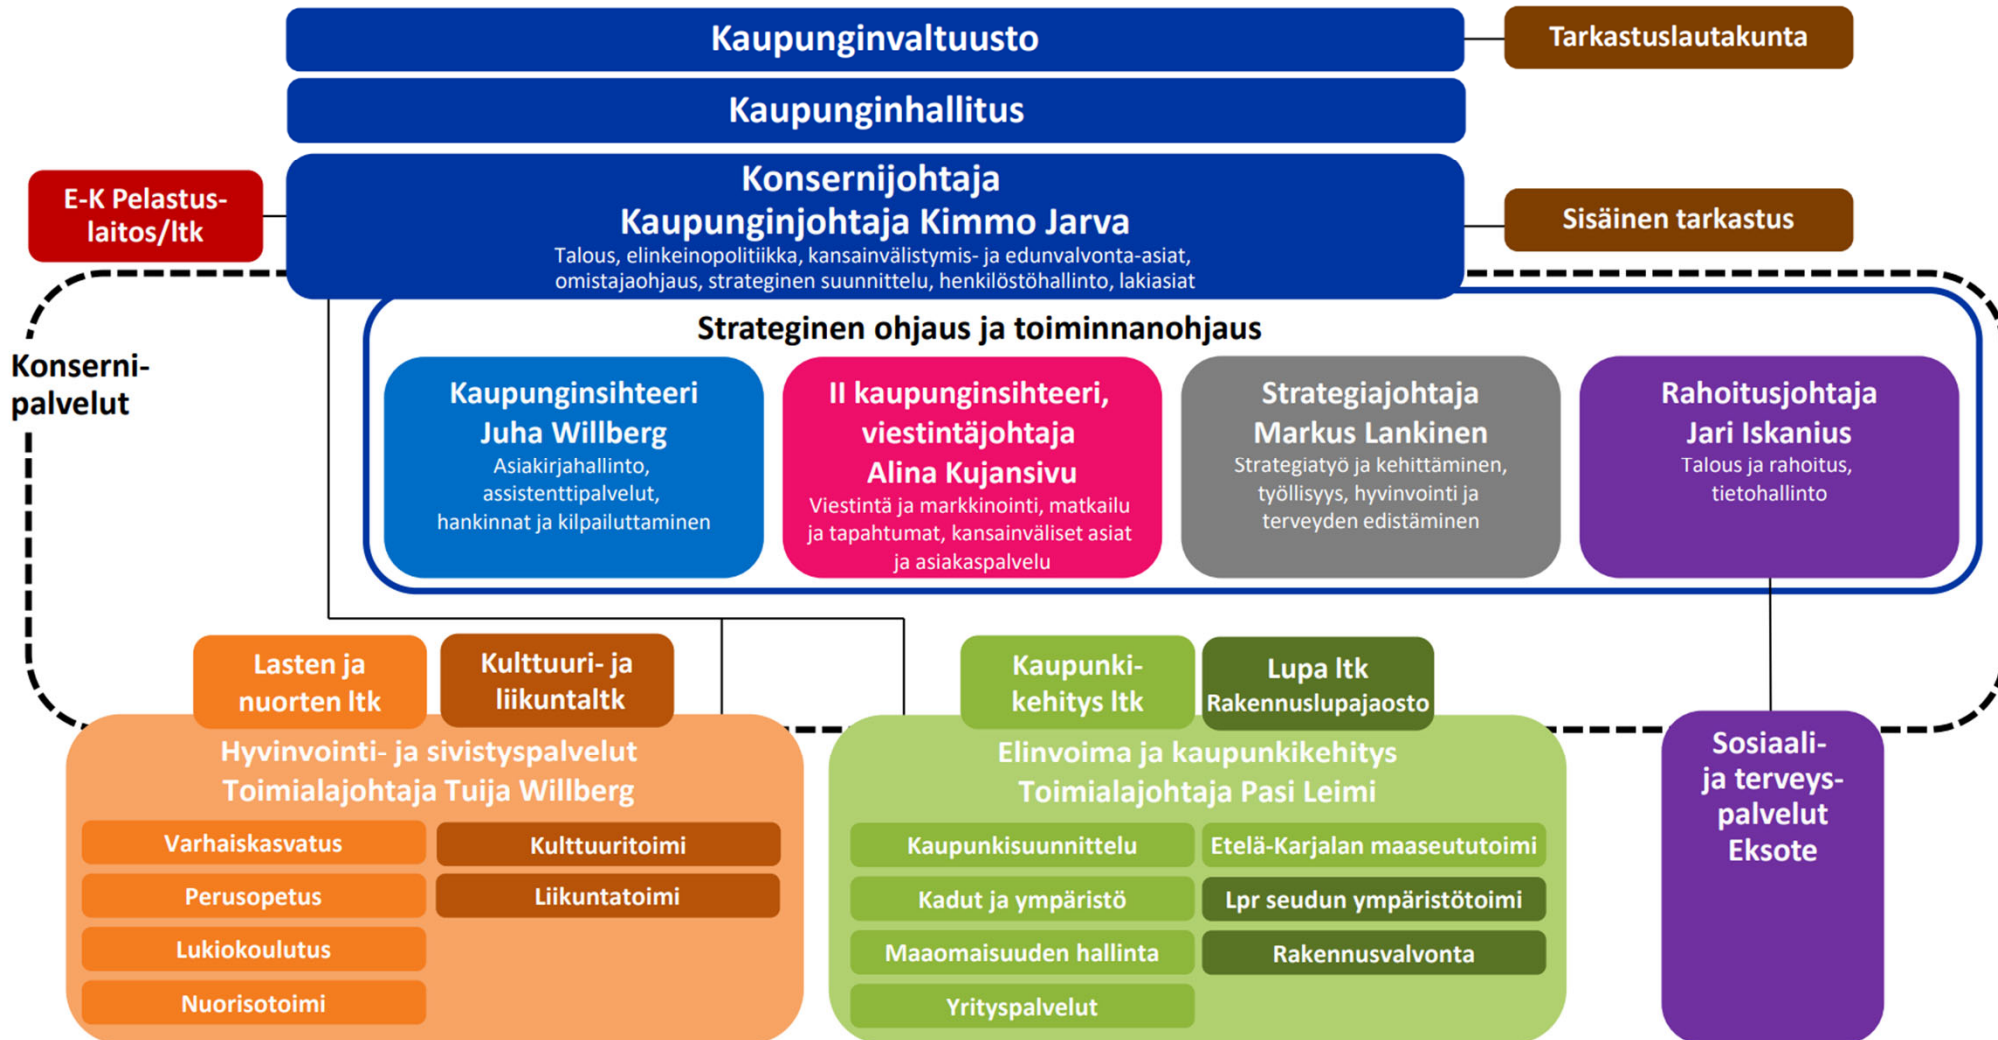 Kaupunginvaltuusto
Tarkastuslautakunta
Kaupunginhallitus
E-K Pelastus-
laitos/ltk
Konsernijohtaja
Kaupunginjohtaja Kimmo Jarva
Talous, elinkeinopolitiikka, kansainvälistymis- ja edunvalvonta-asiat,
omistajaohjaus, strateginen suunnittelu, henkilöstöhallinto, lakiasiat
Sisäinen tarkastus
Konserni-
palvelut
Strateginen ohjaus ja toiminnanohjaus
Kaupunginsihteeri
Juha Willberg
Asiakirjahallinto,
assistenttipalvelut,
hankinnat ja kilpailuttaminen
II kaupunginsihteeri,
viestintäjohtaja
Alina Kujansivu
Viestintä ja markkinointi, matkailu
ja tapahtumat, kansainväliset asiat
ja asiakaspalvelu
Strategiajohtaja
Markus Lankinen
Strategiatyö ja kehittäminen,
työllisyys, hyvinvointi ja
terveyden edistäminen
Rahoitusjohtaja
Jari Iskanius
Talous ja rahoitus,
tietohallinto
Lasten ja
nuorten ltk
Kulttuuri- ja
liikuntaltk
Hyvinvointi- ja sivistyspalvelut
Toimialajohtaja Tuija Willberg
Varhaiskasvatus
Perusopetus
Lukiokoulutus
Nuorisotoimi
Kulttuuritoimi
Liikuntatoimi
Kaupunki-
kehitys ltk
Lupa ltk
Rakennuslupajaosto
Elinvoima ja kaupunkikehitys
Toimialajohtaja Pasi Leimi
Kaupunkisuunnittelu
Kadut ja ympäristö
Maaomaisuuden hallinta
Yrityspalvelut
Etelä-Karjalan maaseututoimi
Lpr seudun ympäristötoimi
Rakennusvalvonta
Sosiaali-
ja terveys-
palvelut
Eksote